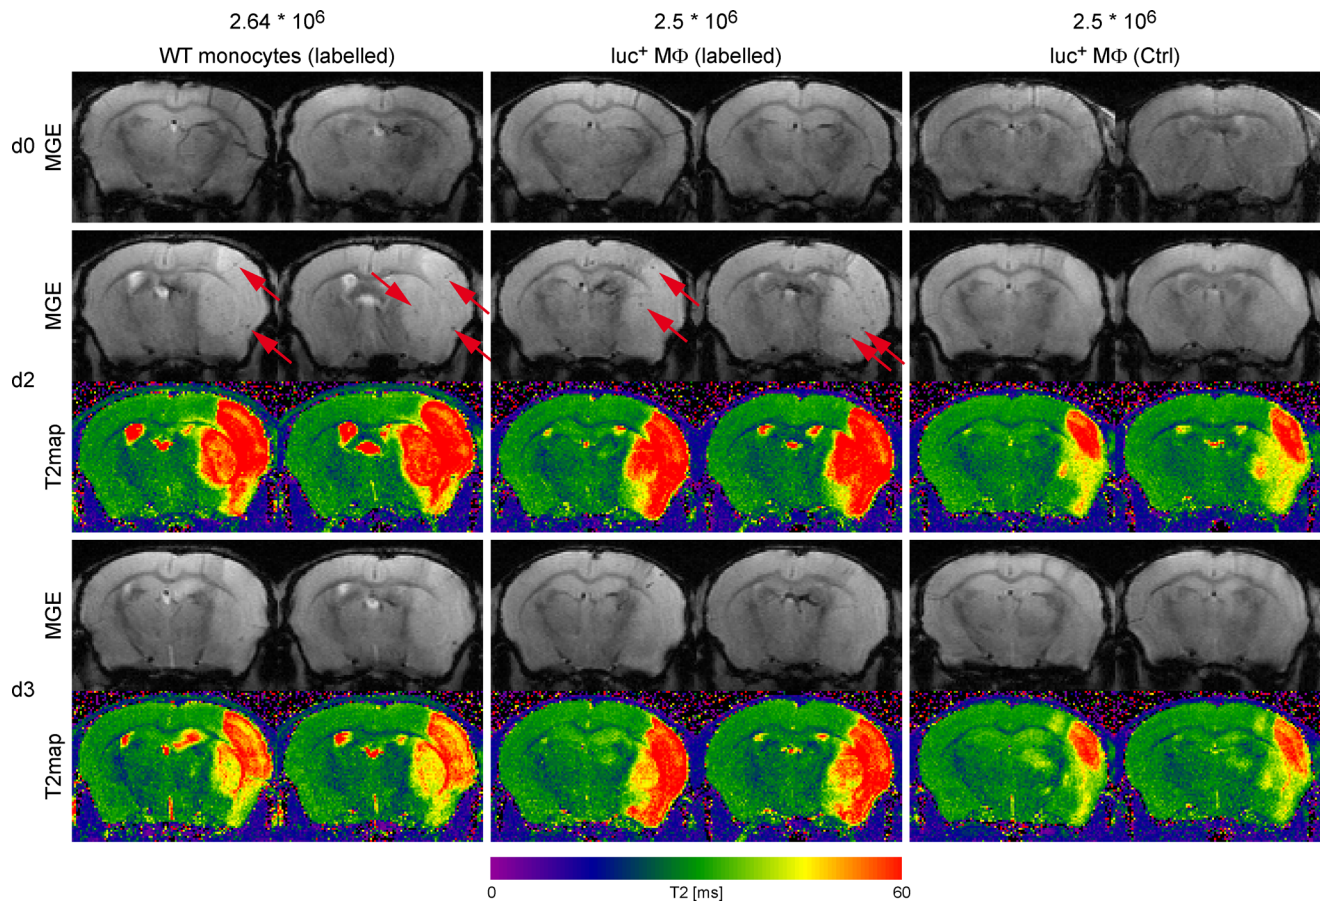 2.64 * 10⁶ 2.5 * 10⁶ 2.5 * 10⁶
WT monocytes (labelled) luc⁺ MΦ (labelled) luc⁺ MΦ (Ctrl)
d0 MGE
d2 MGE
T2map
d3 MGE
T2map
0 T2 [ms] 60